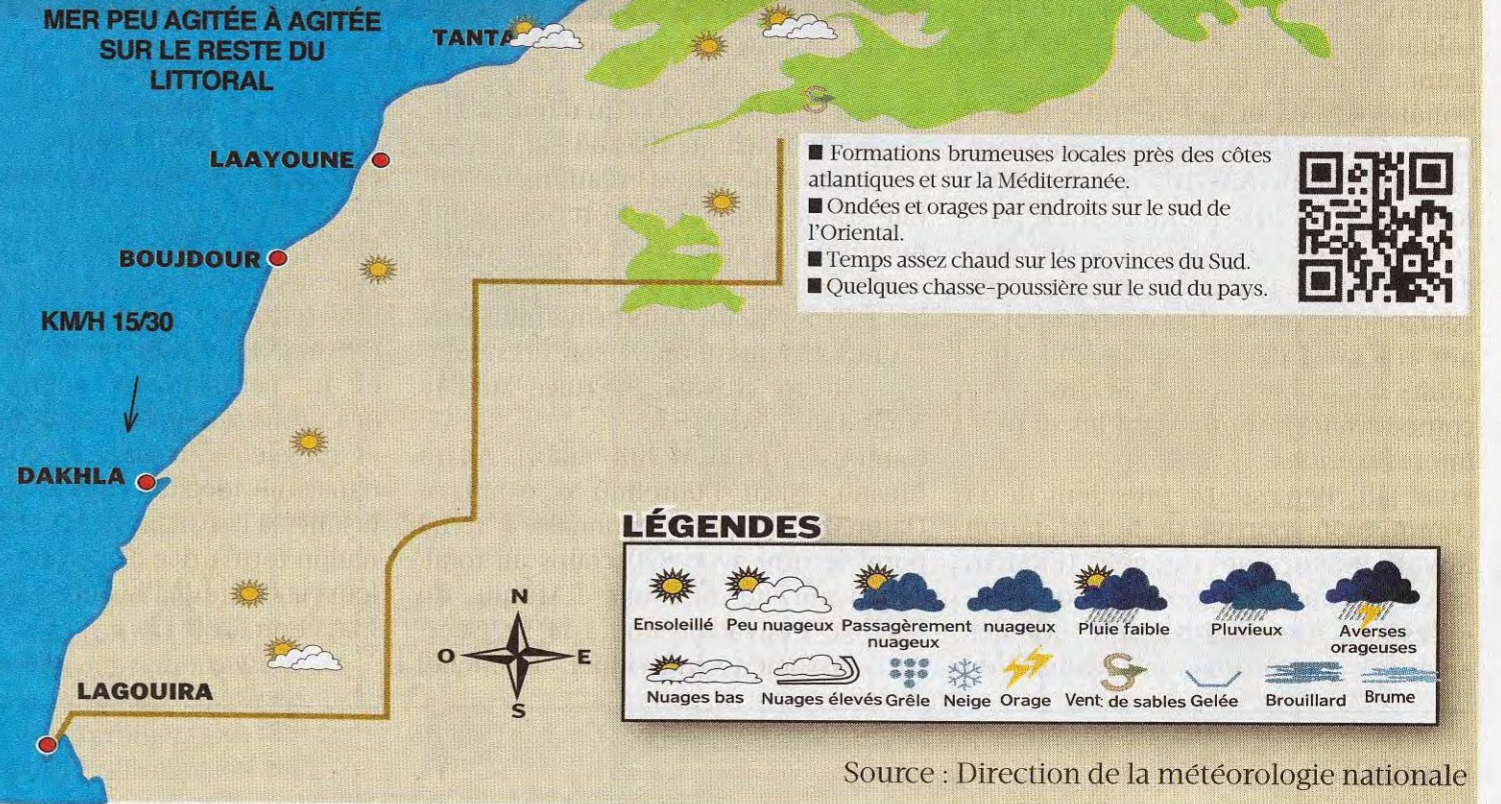 MER PEU AGITÉE À AGITÉE
SUR LE RESTE DU
LITTORAL
TANTA
LAAYOUNE
■ Formations brumeuses locales près des côtes
atlantiques et sur la Méditerranée.
■ Ondées et orages par endroits sur le sud de
l'Oriental.
■ Temps assez chaud sur les provinces du Sud.
■ Quelques chasse-poussière sur le sud du pays.
BOUJDOUR
KM/H 15/30
DAKHLA
LAGOUIRA
N
O
E
S
LÉGENDES
Ensoleillé Peu nuageux Passagèrement nuageux Pluie faible Pluvieux Averses
nuageux orageuses
Nuages bas Nuages élevés Grêle Neige Orage Vent de sables Gelée Brouillard Brume
Source : Direction de la météorologie nationale